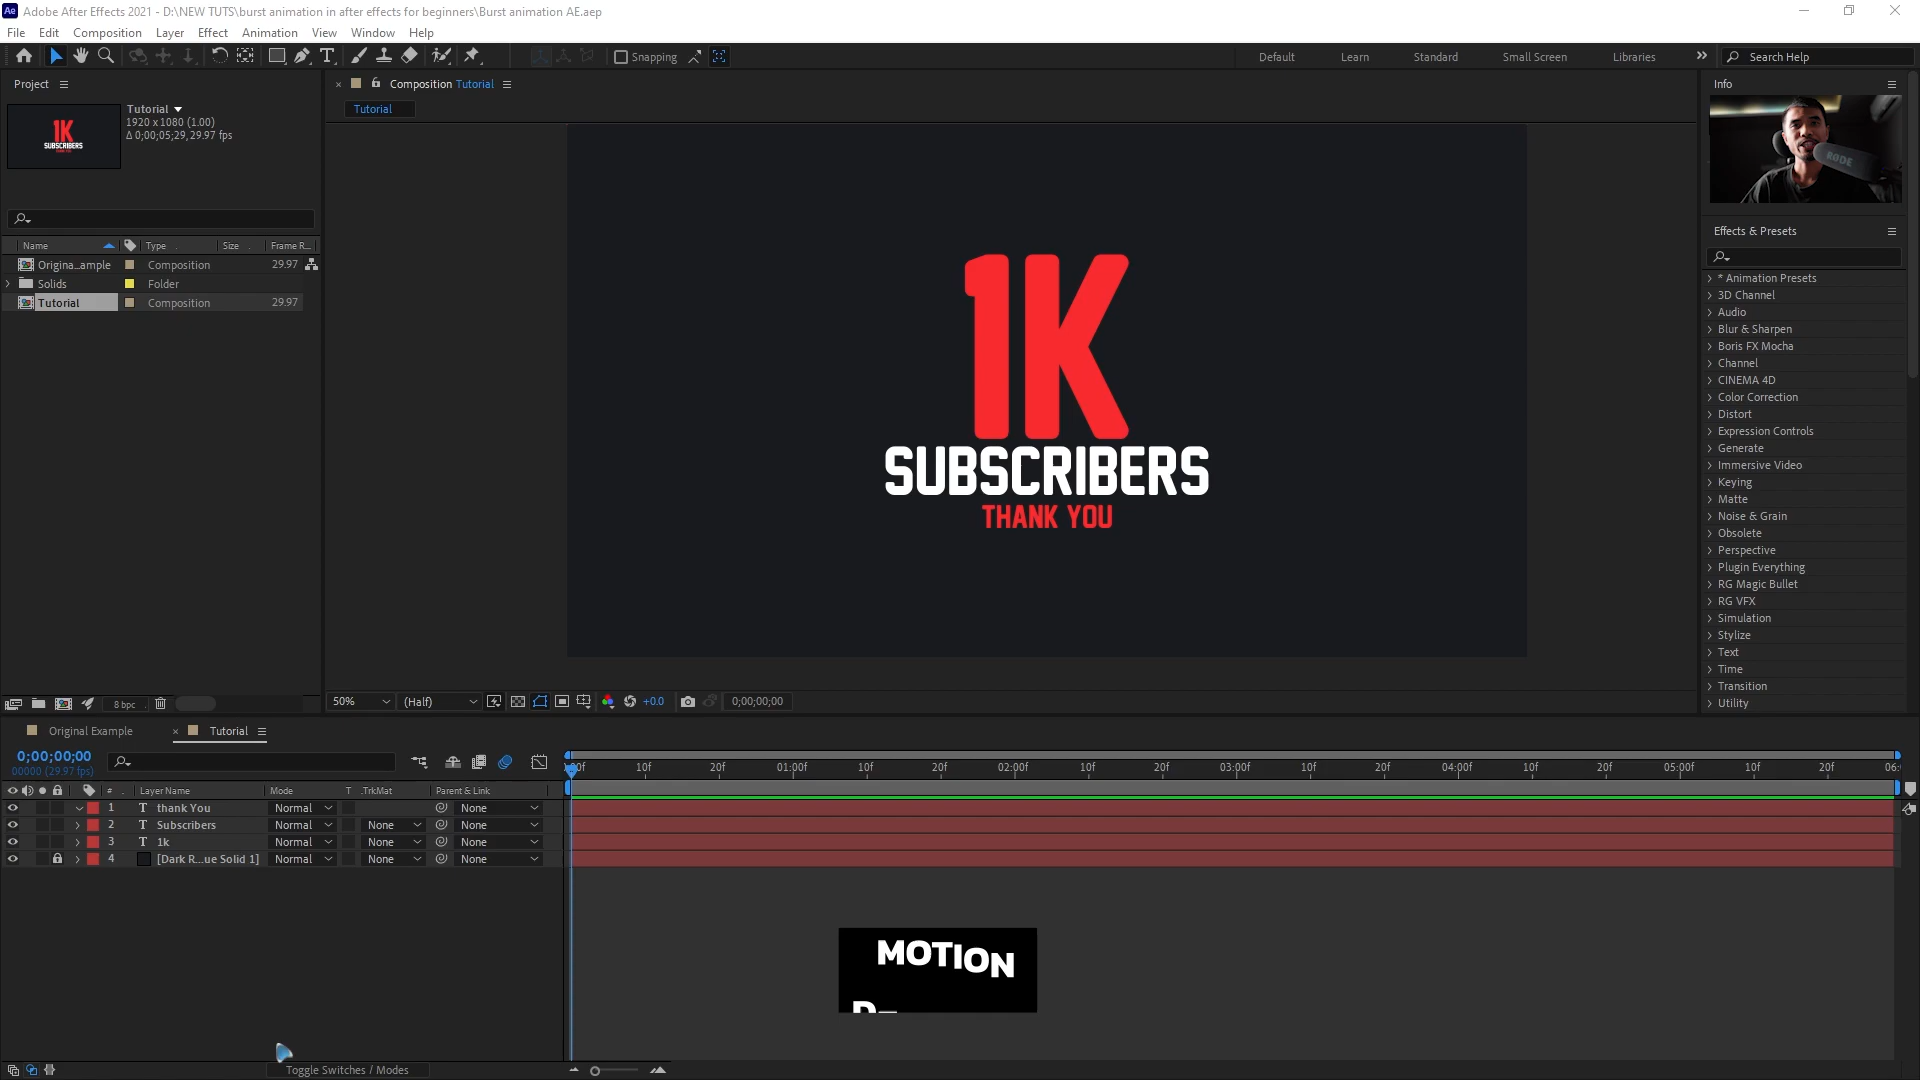 Ae Adobe After Effects 2021 - D:\NEW TUTS\burst animation in after effects for beginners\Burst animation AE.aep
File Edit Composition Layer Effect Animation View Window Help
Snapping Default Learn Standard Small Screen Libraries Search Help
Project
Tutorial
1920 x 1080 (1.00)
Δ 0;00;05;29, 29.97 fps
Name Type Size Frame R...
Origina...ample Composition 29.97
Solids Folder
Tutorial Composition 29.97
8 bpc
Composition Tutorial
Tutorial
1K
SUBSCRIBERS
THANK YOU
50% (Half) +0.0 0;00;00;00
Info
RODE
Effects & Presets
* Animation Presets
3D Channel
Audio
Blur & Sharpen
Boris FX Mocha
Channel
CINEMA 4D
Color Correction
Distort
Expression Controls
Generate
Immersive Video
Keying
Matte
Noise & Grain
Obsolete
Perspective
Plugin Everything
RG Magic Bullet
RG VFX
Simulation
Stylize
Text
Time
Transition
Utility
Original Example Tutorial
0;00;00;00
00000 (29.97 fps)
10f 20f 01:00f 10f 20f 02:00f 10f 20f 03:00f 10f 20f 04:00f 10f 20f 05:00f 10f 20f
# Layer Name Mode T .TrkMat Parent & Link
1 T thank You Normal None
2 T Subscribers Normal None None
3 T 1k Normal None None
4 [Dark R...ue Solid 1] Normal None None
MOTION
Toggle Switches / Modes